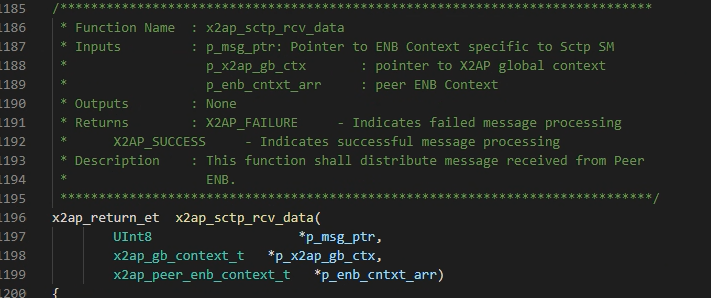 1185 /*****************************************************************************
1186 * Function Name : x2ap_sctp_rcv_data
1187 * Inputs : p_msg_ptr: Pointer to ENB Context specific to Sctp SM
1188 * p_x2ap_gb_ctx : pointer to X2AP global context
1189 * p_enb_cntxt_arr : peer ENB Context
1190 * Outputs : None
1191 * Returns : X2AP_FAILURE - Indicates failed message processing
1192 * X2AP_SUCCESS - Indicates successful message processing
1193 * Description : This function shall distribute message received from Peer
1194 * ENB.
1195 *****************************************************************************/
1196 x2ap_return_et x2ap_sctp_rcv_data(
1197 UInt8 *p_msg_ptr,
1198 x2ap_gb_context_t *p_x2ap_gb_ctx,
1199 x2ap_peer_enb_context_t *p_enb_cntxt_arr)
1200 {